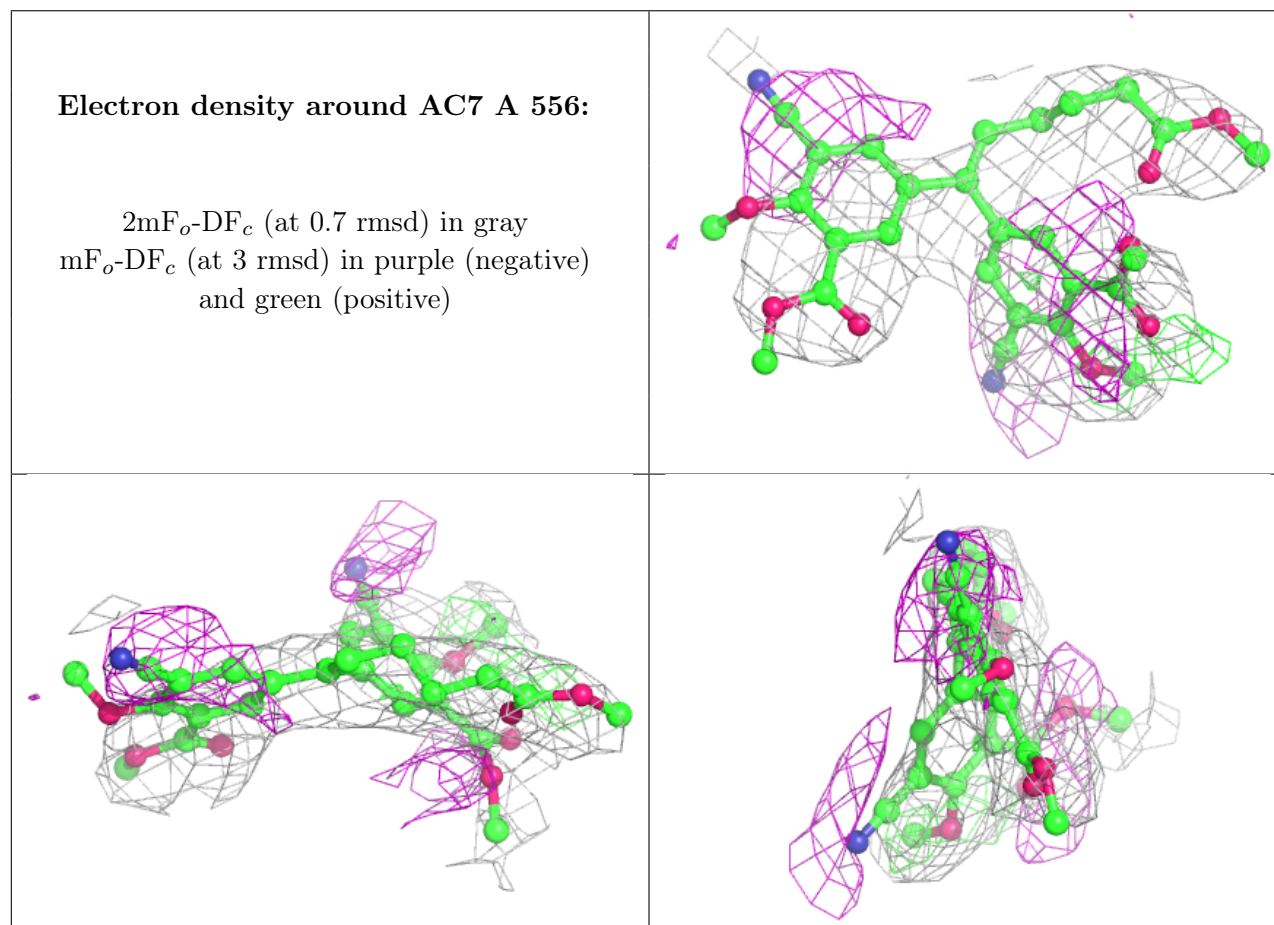 Electron density around AC7 A 556:
2mFo-DFc (at 0.7 rmsd) in gray
mFo-DFc (at 3 rmsd) in purple (negative)
and green (positive)